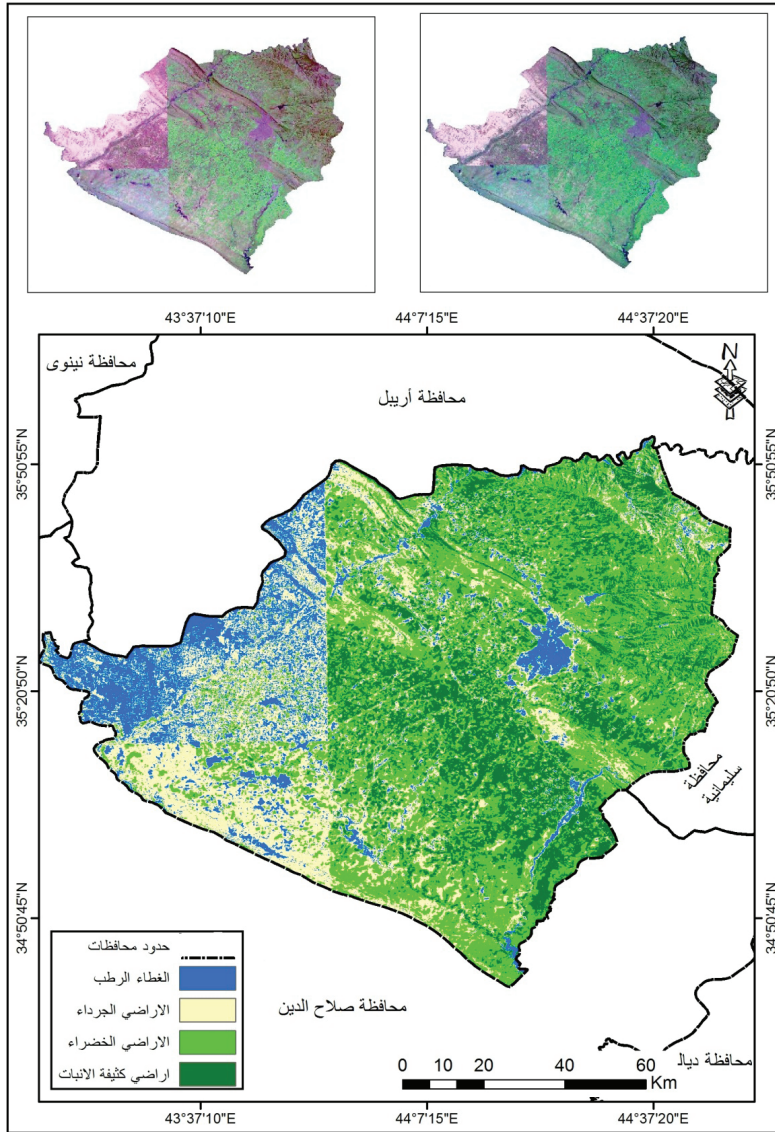 43°37'10"E 44°7'15"E 44°37'20"E
محافظة نينوى
N
محافظة أربيل
35°50'55"N 35°50'55"N
35°20'50"N 35°20'50"N
محافظة
سليمانية
34°50'45"N 34°50'45"N
حدود محافظات
الغطاء الرطب
الاراضي الجرداء
الاراضي الخضراء
اراضي كثيفة الانبات
محافظة صلاح الدين
محافظة ديال
0 10 20 40 60
Km
43°37'10"E 44°7'15"E 44°37'20"E